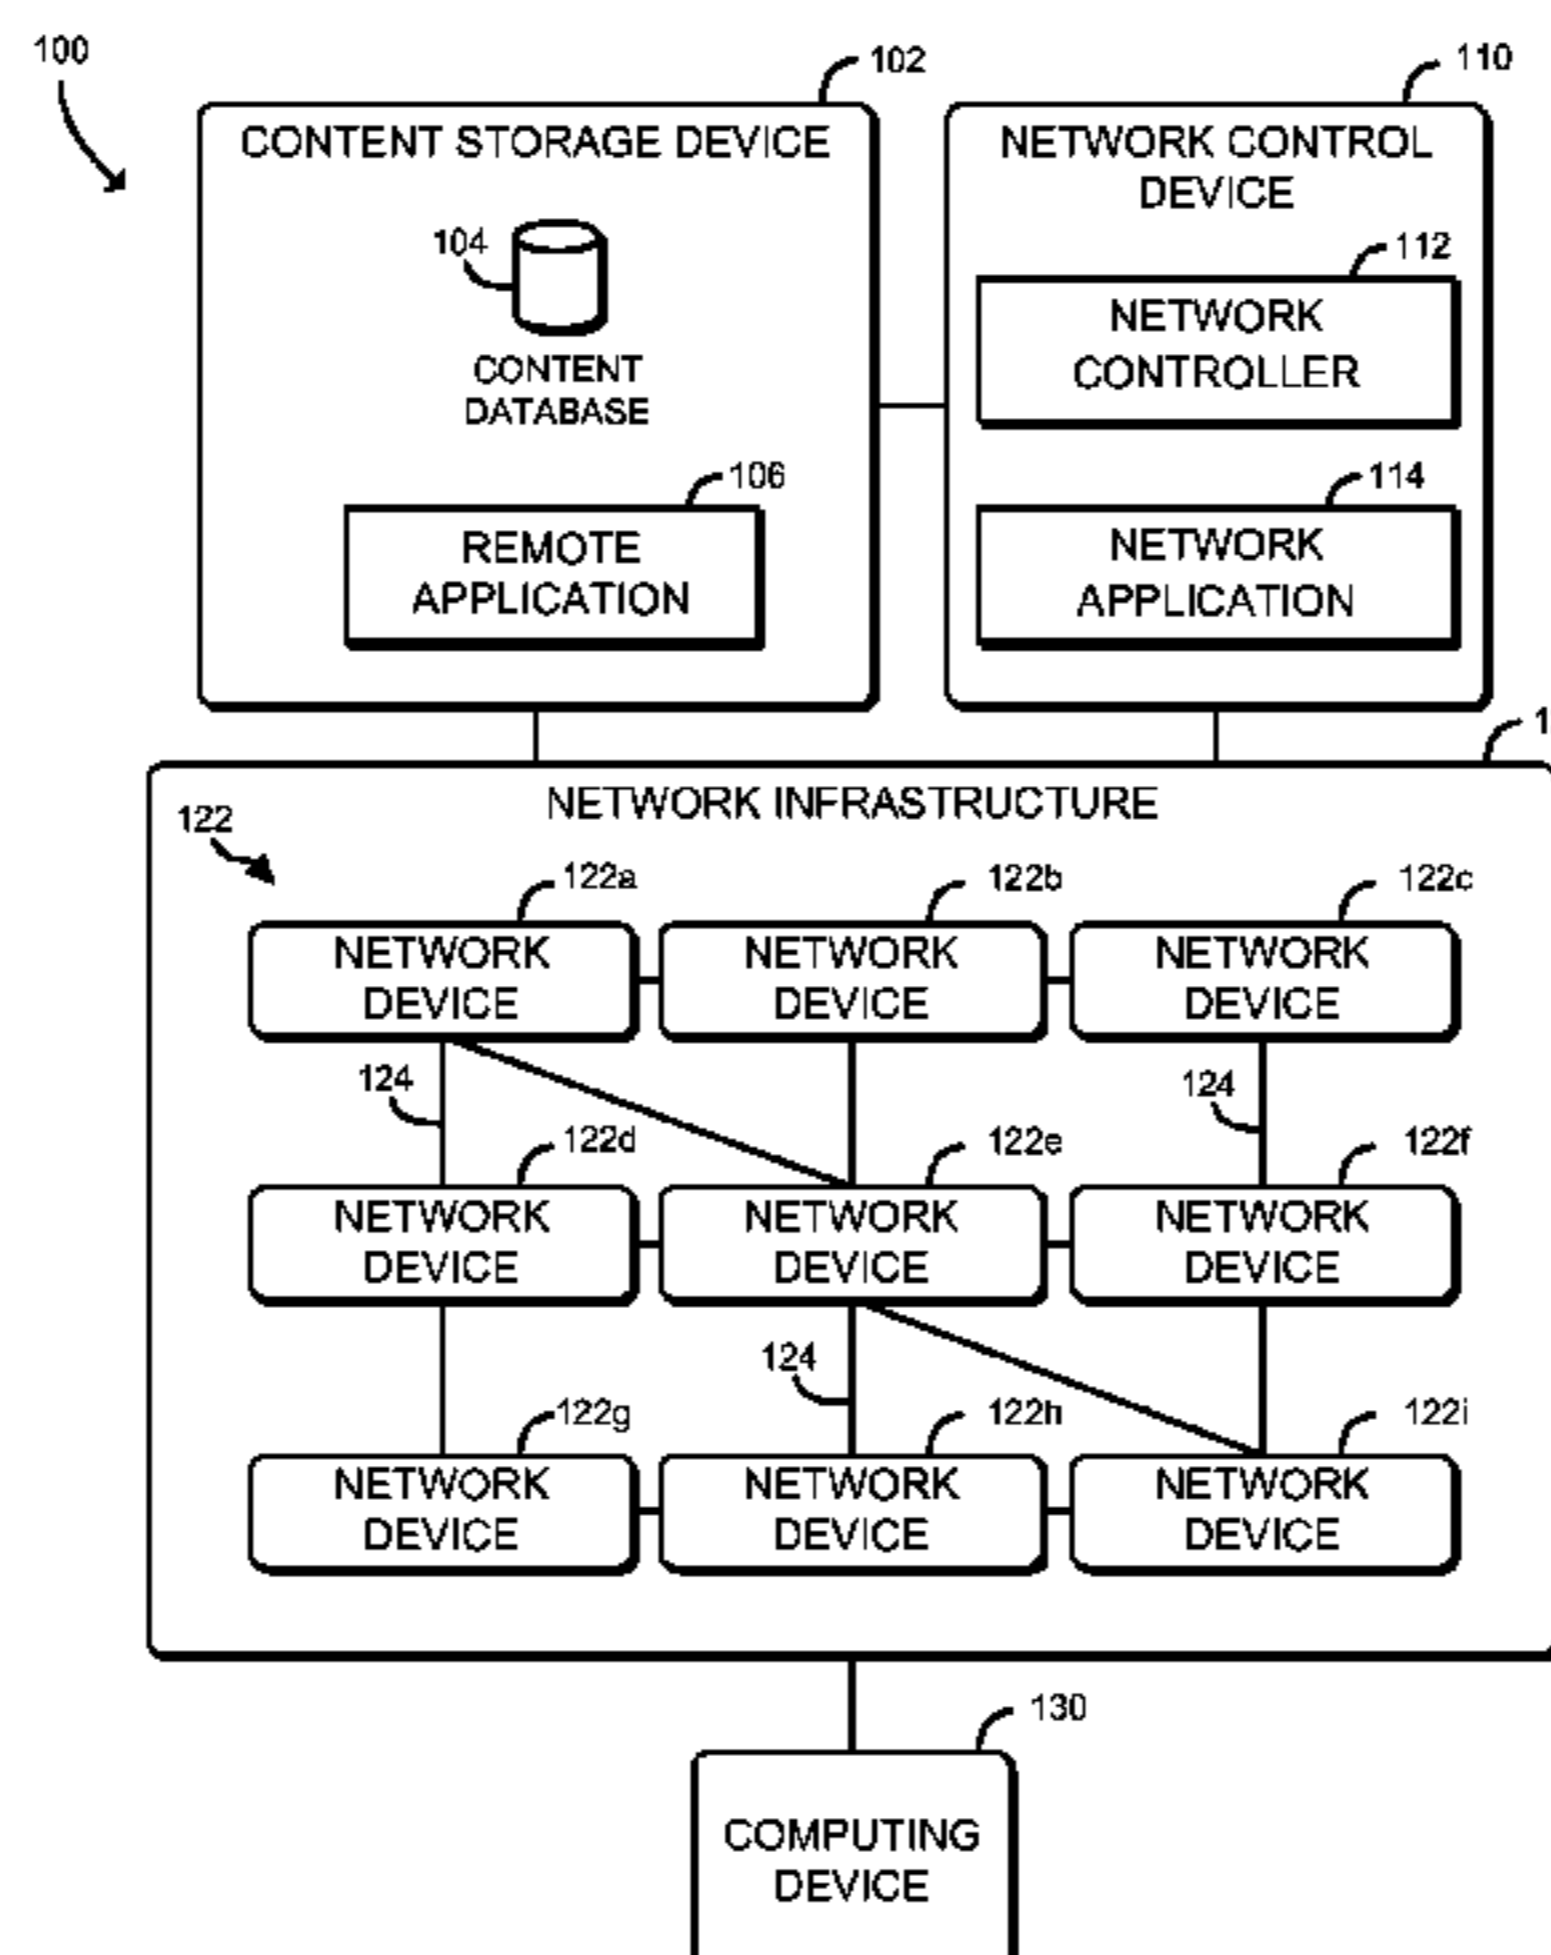 100
102
110
CONTENT STORAGE DEVICE
NETWORK CONTROL
DEVICE
104
CONTENT
DATABASE
112
NETWORK
CONTROLLER
106
REMOTE
APPLICATION
114
NETWORK
APPLICATION
1
NETWORK INFRASTRUCTURE
122
122a
122b
122c
NETWORK
DEVICE
NETWORK
DEVICE
NETWORK
DEVICE
124
124
122d
122e
122f
NETWORK
DEVICE
NETWORK
DEVICE
NETWORK
DEVICE
124
122g
122h
122i
NETWORK
DEVICE
NETWORK
DEVICE
NETWORK
DEVICE
130
COMPUTING
DEVICE